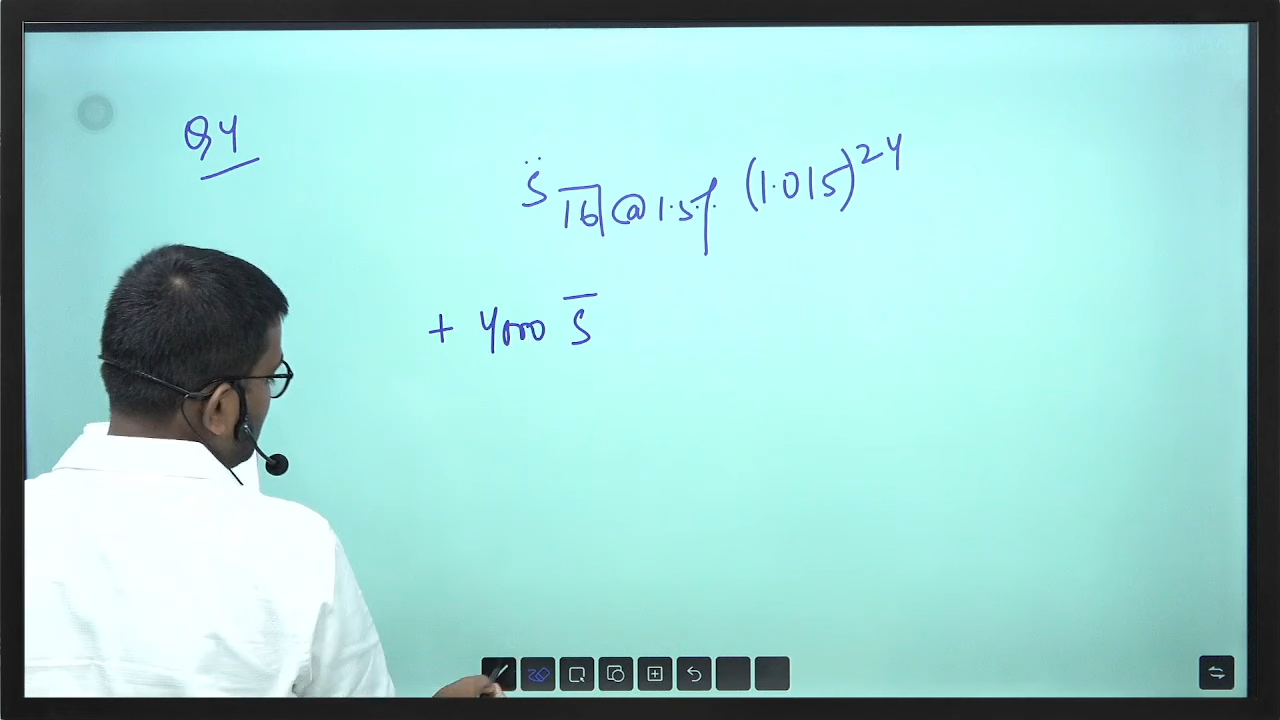 Q4
s̈ 16| @ 1.5% (1.015)^24
+ 4000 s̄